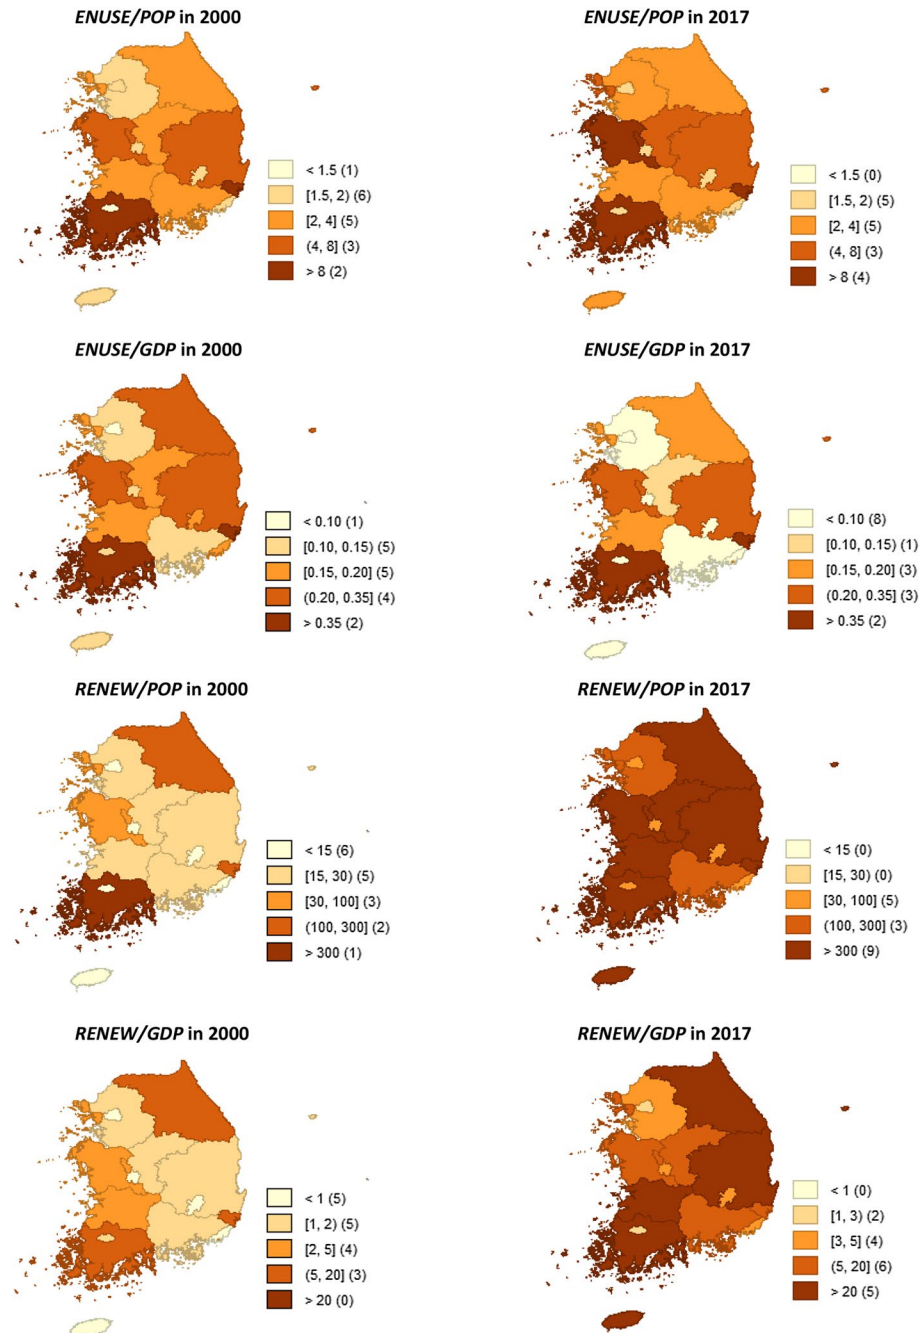 ENUSE/POP in 2000
< 1.5 (1)
[1.5, 2) (6)
[2, 4] (5)
(4, 8] (3)
> 8 (2)
ENUSE/POP in 2017
< 1.5 (0)
[1.5, 2) (5)
[2, 4] (5)
(4, 8] (3)
> 8 (4)
ENUSE/GDP in 2000
< 0.10 (1)
[0.10, 0.15) (5)
[0.15, 0.20] (5)
(0.20, 0.35] (4)
> 0.35 (2)
ENUSE/GDP in 2017
< 0.10 (8)
[0.10, 0.15) (1)
[0.15, 0.20] (3)
(0.20, 0.35] (3)
> 0.35 (2)
RENEW/POP in 2000
< 15 (6)
[15, 30) (5)
[30, 100] (3)
(100, 300] (2)
> 300 (1)
RENEW/POP in 2017
< 15 (0)
[15, 30) (0)
[30, 100] (5)
(100, 300] (3)
> 300 (9)
RENEW/GDP in 2000
< 1 (5)
[1, 2) (5)
[2, 5] (4)
(5, 20] (3)
> 20 (0)
RENEW/GDP in 2017
< 1 (0)
[1, 3) (2)
[3, 5] (4)
(5, 20] (6)
> 20 (5)